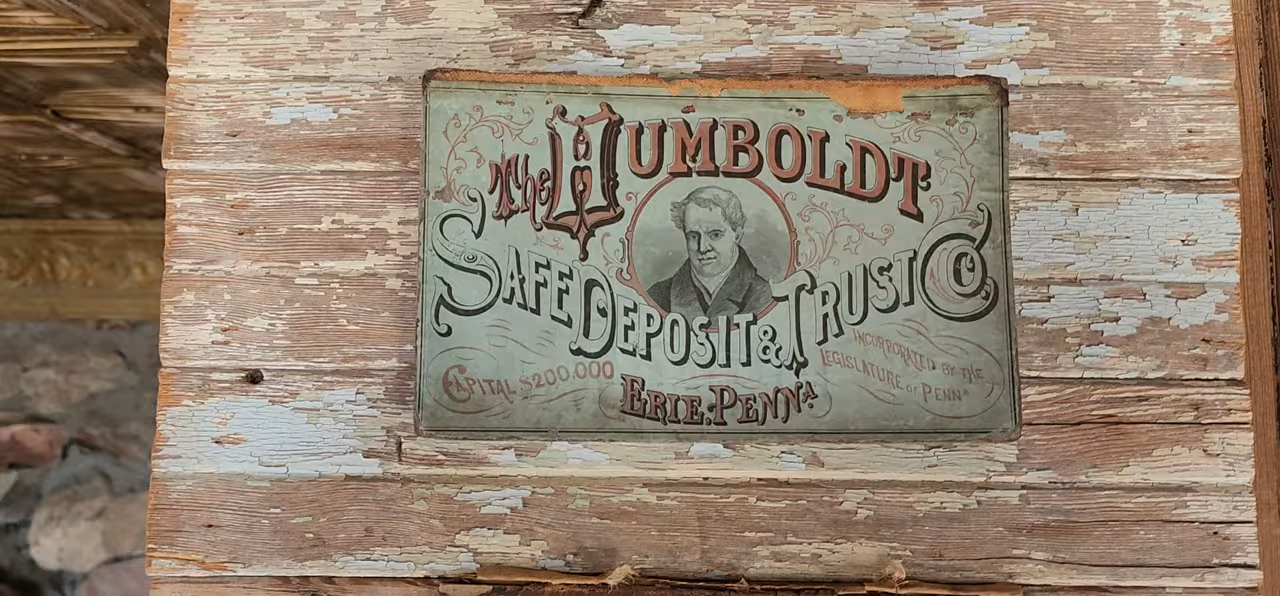 The Humboldt
Safe Deposit & Trust Co.
Capital $200,000
Incorporated by the
Legislature of Penna
Erie, Penna